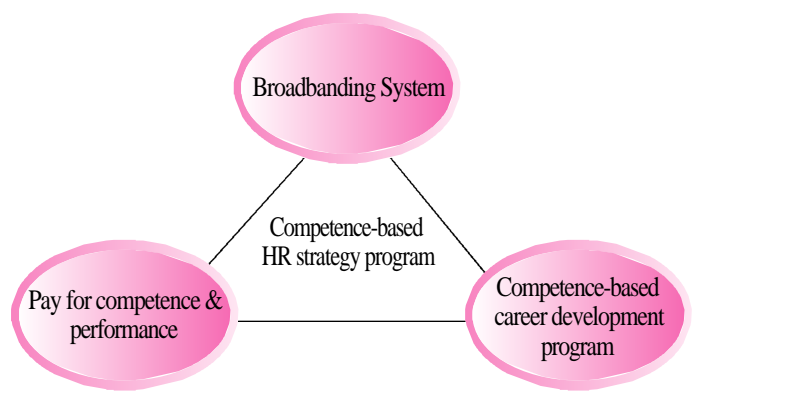 Broadbanding System
Competence-based
HR strategy program
Pay for competence &
performance
Competence-based
career development
program